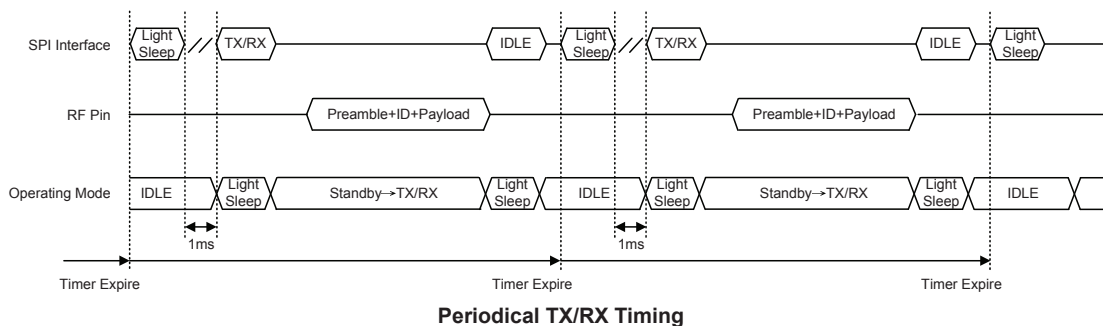 SPI Interface
Light
Sleep
TX/RX
IDLE
Light
Sleep
TX/RX
IDLE
Light
Sleep
RF Pin
Preamble+ID+Payload
Preamble+ID+Payload
Operating Mode
IDLE
Light
Sleep
Standby→TX/RX
Light
Sleep
IDLE
Light
Sleep
Standby→TX/RX
Light
Sleep
IDLE
1ms
1ms
Timer Expire
Timer Expire
Timer Expire
Periodical TX/RX Timing